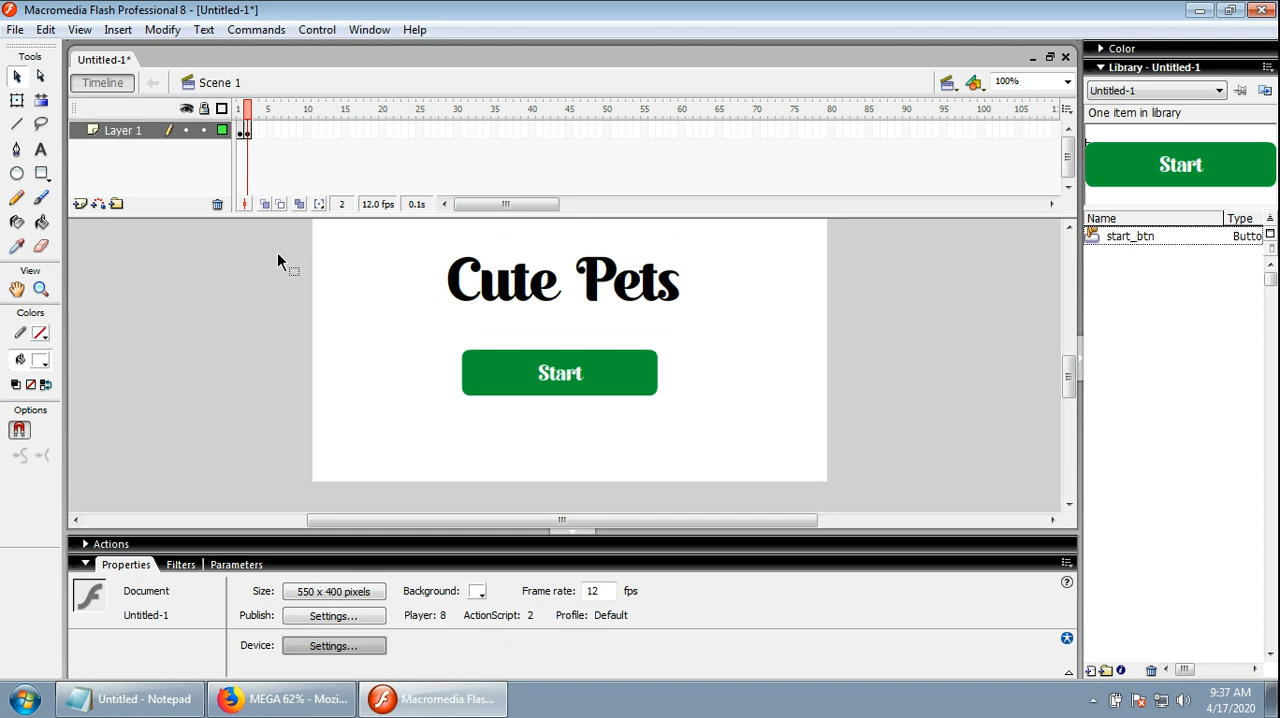 Macromedia Flash Professional 8 - [Untitled-1*]
File Edit View Insert Modify Text Commands Control Window Help
Tools
Untitled-1*
Timeline Scene 1 100%
1 5 10 15 20 25 30 35 40 45 50 55 60 65 70 75 80 85 90 95 100 105
Layer 1
2 12.0 fps 0.1s
View
Colors
Options
Cute Pets
Start
Color
Library - Untitled-1
Untitled-1
One item in library
Start
Name Type
start_btn Butto
Actions
Properties Filters Parameters
Document Size: 550 x 400 pixels Background: Frame rate: 12 fps
Untitled-1 Publish: Settings... Player: 8 ActionScript: 2 Profile: Default
Device: Settings...
Untitled - Notepad MEGA 62% - Mozi... Macromedia Flas...
9:37 AM
4/17/2020